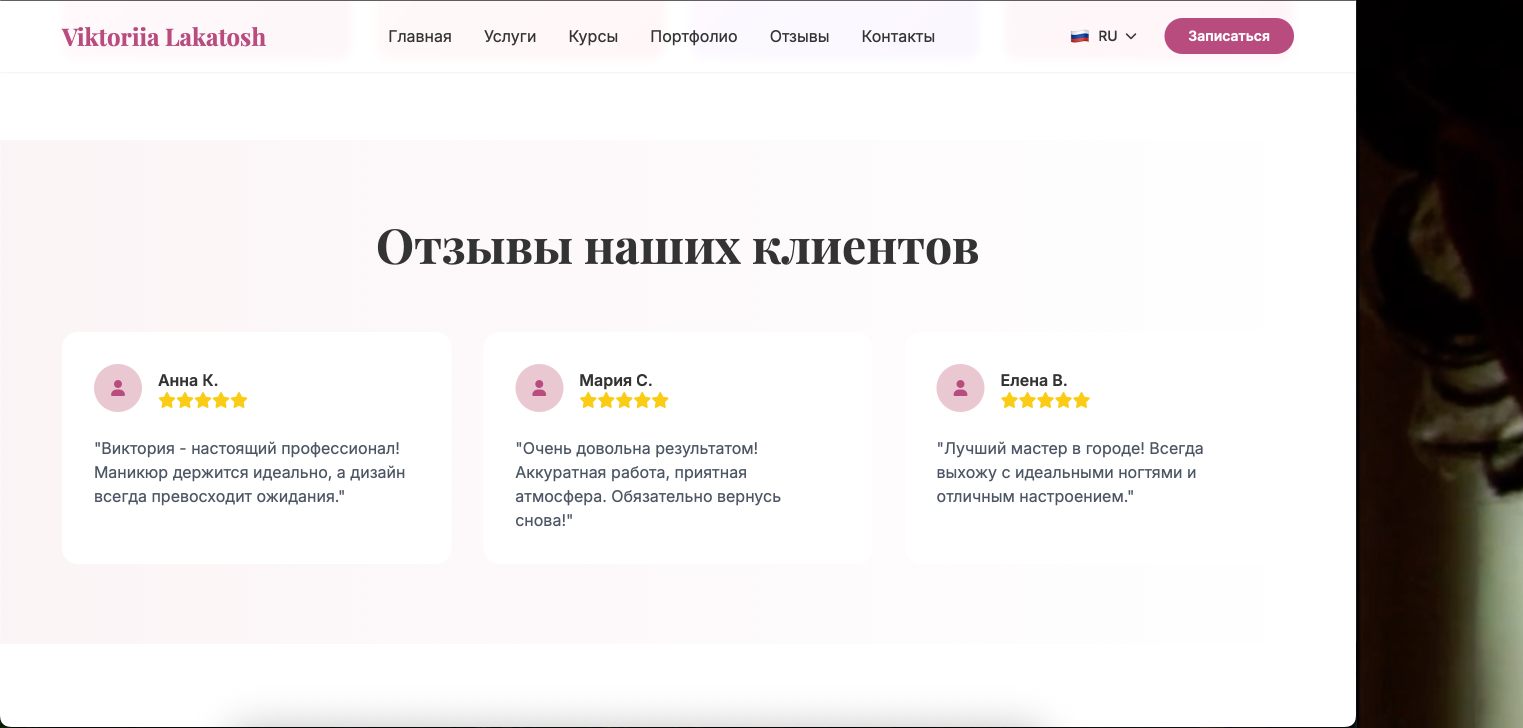 Viktoriia Lakatosh
Главная Услуги Курсы Портфолио Отзывы Контакты
RU
Записаться
Отзывы наших клиентов
Анна К.
"Виктория - настоящий профессионал!
Маникюр держится идеально, а дизайн
всегда превосходит ожидания."
Мария С.
"Очень довольна результатом!
Аккуратная работа, приятная
атмосфера. Обязательно вернусь
снова!"
Елена В.
"Лучший мастер в городе! Всегда
выхожу с идеальными ногтями и
отличным настроением."